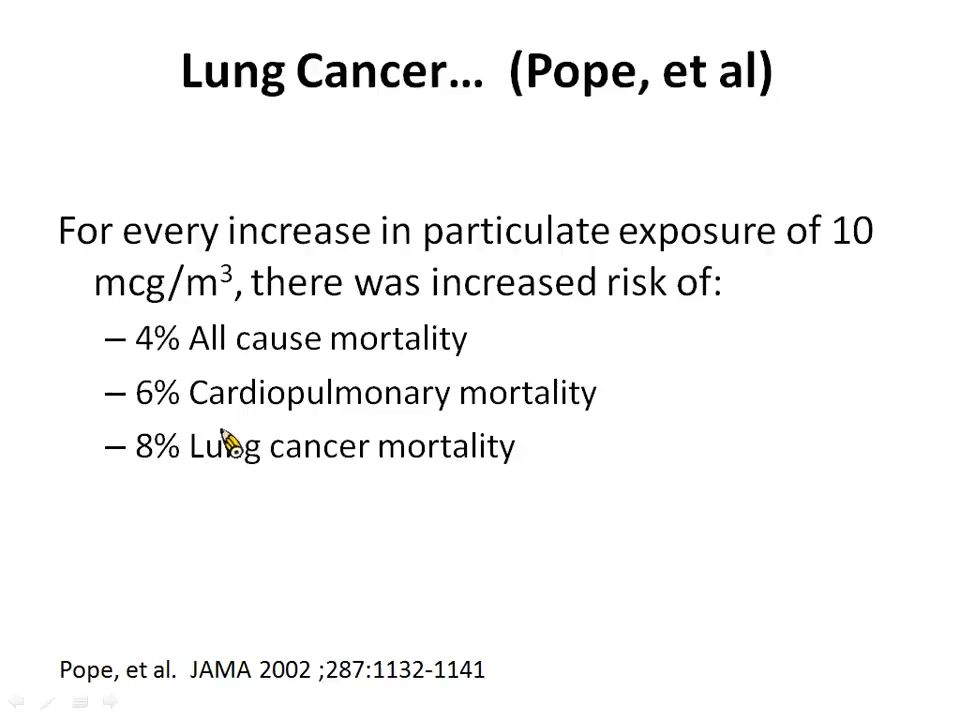 Lung Cancer… (Pope, et al)
For every increase in particulate exposure of 10
mcg/m³, there was increased risk of:
– 4% All cause mortality
– 6% Cardiopulmonary mortality
– 8% Lung cancer mortality
Pope, et al. JAMA 2002 ;287:1132-1141